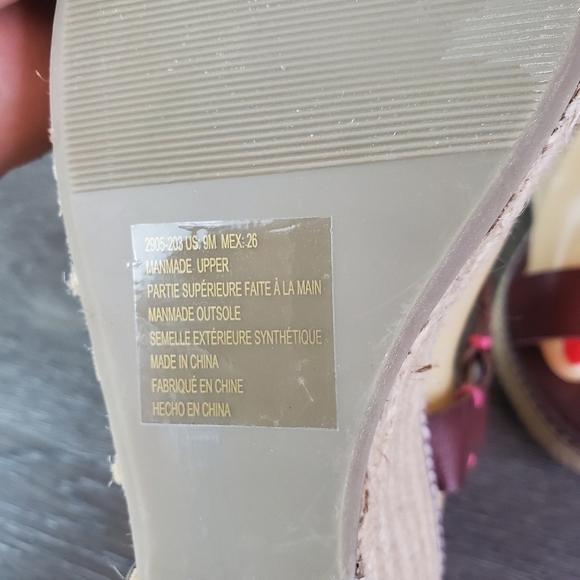 2905-203 US: 9M MEX: 26
MANMADE UPPER
PARTIE SUPÉRIEURE FAITE À LA MAIN
MANMADE OUTSOLE
SEMELLE EXTÉRIEURE SYNTHÉTIQUE
MADE IN CHINA
FABRIQUÉ EN CHINE
HECHO EN CHINA